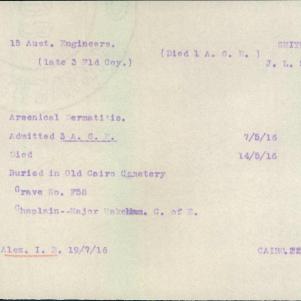 15 Aust. Engineers. SMIT
(late 3 Fld Coy.) (Died 1 A. G. H. ) J. L.
Arsenical Dermatitis.
Admitted 3 A. G. H. 7/5/16
Died 14/5/16
Buried in Old Cairo Cemetery
Grave No. F58
Chaplain--Major C. of E.
Alex. I. B. 19/7/16 CAIRO.